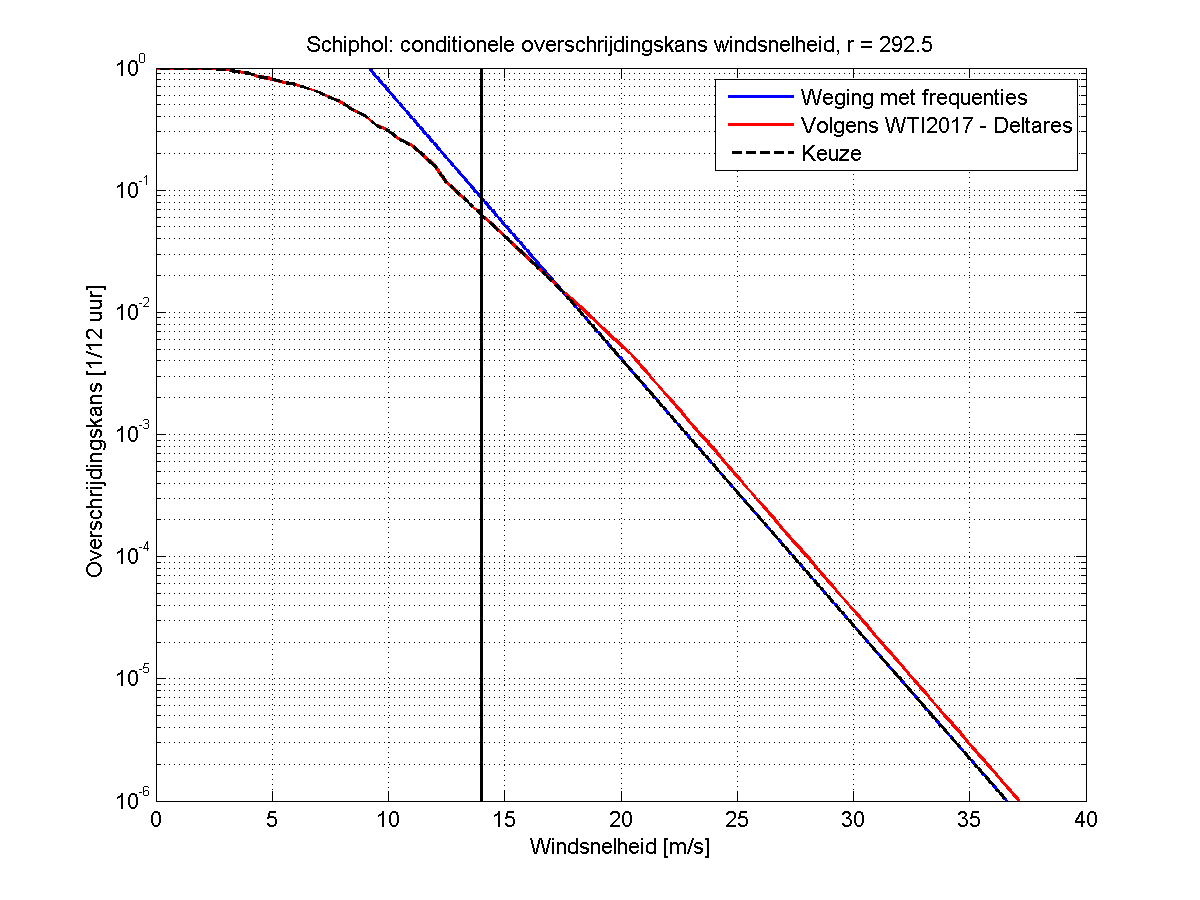 Schiphol: conditionele overschrijdingskans windsnelheid, r = 292.5
Weging met frequenties
Volgens WTI2017 - Deltares
Keuze
Overschrijdingskans [1/12 uur]
10^0
10^-1
10^-2
10^-3
10^-4
10^-5
10^-6
0 5 10 15 20 25 30 35 40
Windsnelheid [m/s]